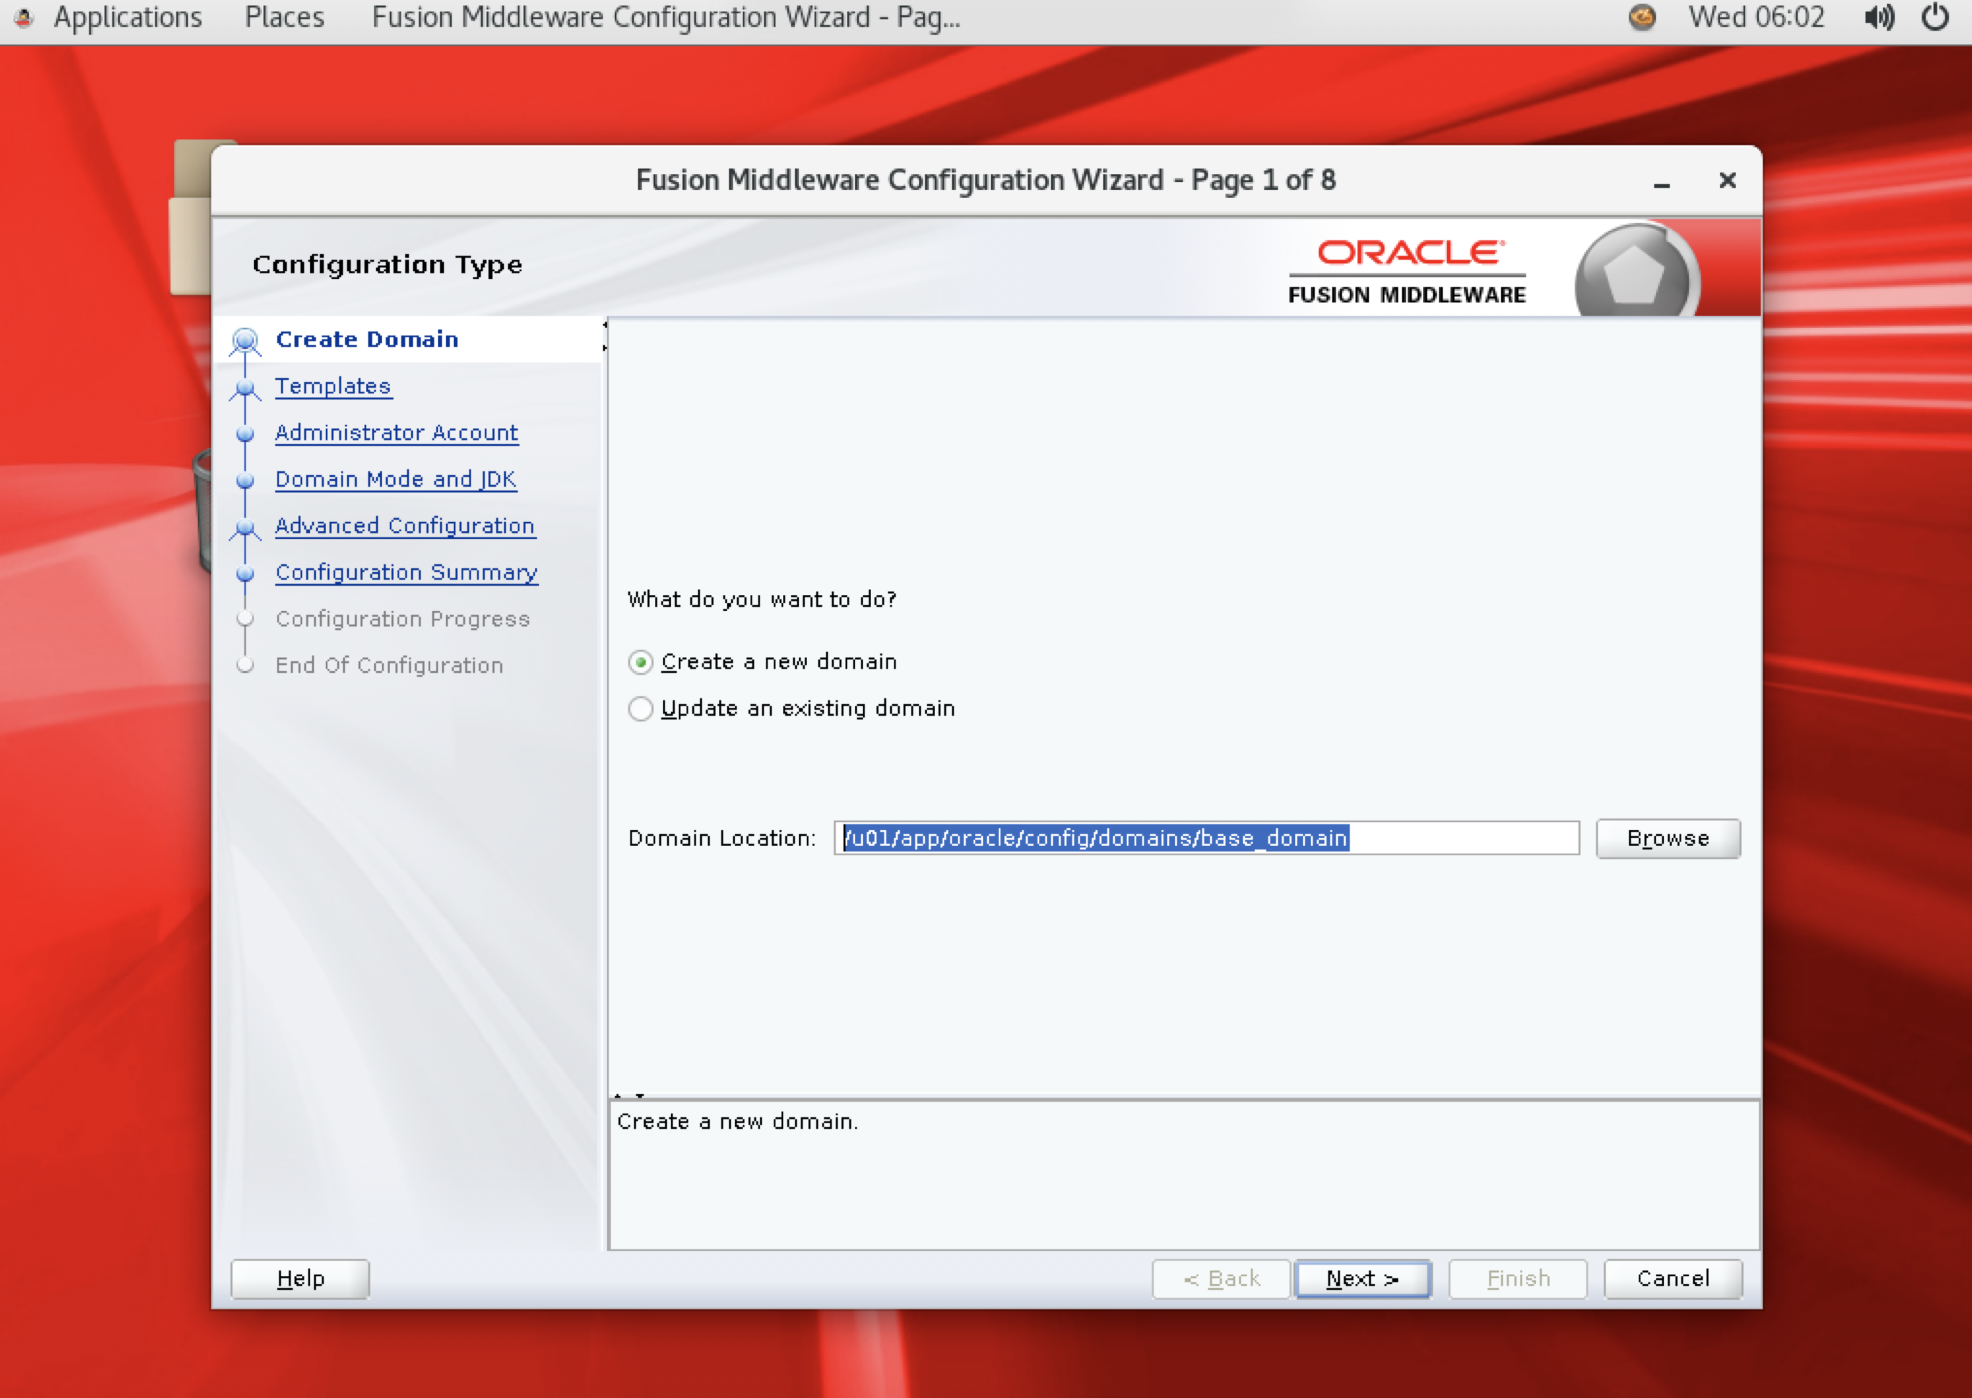 Applications Places Fusion Middleware Configuration Wizard - Pag... Wed 06:02
Fusion Middleware Configuration Wizard - Page 1 of 8
Configuration Type
ORACLE
FUSION MIDDLEWARE
Create Domain
Templates
Administrator Account
Domain Mode and JDK
Advanced Configuration
Configuration Summary
Configuration Progress
End Of Configuration
What do you want to do?
Create a new domain
Update an existing domain
Domain Location: /u01/app/oracle/config/domains/base_domain Browse
Create a new domain.
Help < Back Next > Finish Cancel